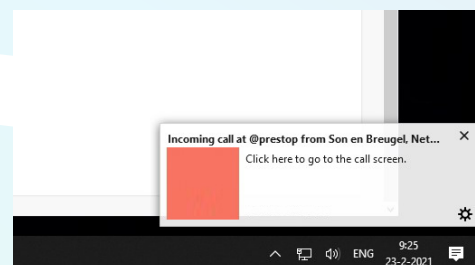 Incoming call at @prestop from Son en Breugel, Net...
Click here to go to the call screen.
ENG
9:25
23-2-2021